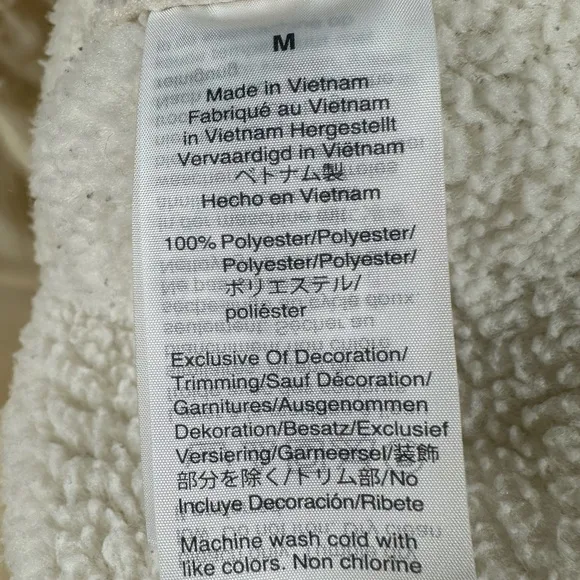 M
Made in Vietnam
Fabriqué au Vietnam
in Vietnam Hergestellt
Vervaardigd in Viëtnam
ベトナム製
Hecho en Vietnam
100% Polyester/Polyester/
Polyester/Polyester/
ポリエステル/
poliéster
Exclusive Of Decoration/
Trimming/Sauf Décoration/
Garnitures/Ausgenommen
Dekoration/Besatz/Exclusief
Versiering/Garneersel/装飾
部分を除く/トリム部/No
Incluye Decoración/Ribete
Machine wash cold with
like colors. Non chlorine